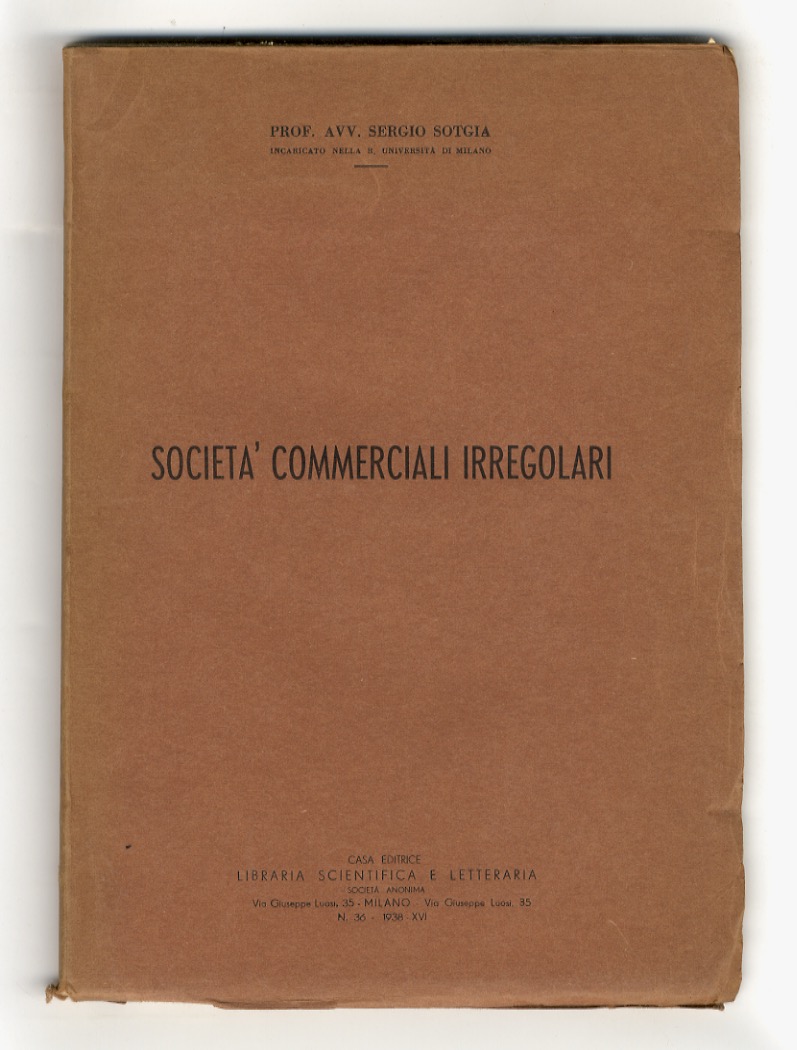 PROF. AVV. SERGIO SOTGIA
INCARICATO NELLA R. UNIVERSITÀ DI MILANO
SOCIETA' COMMERCIALI IRREGOLARI
CASA EDITRICE
LIBRARIA SCIENTIFICA E LETTERARIA
SOCIETÀ ANONIMA
Via Giuseppe Luosi, 35 - MILANO - Via Giuseppe Luosi, 35
N. 36 - 1938 - XVI